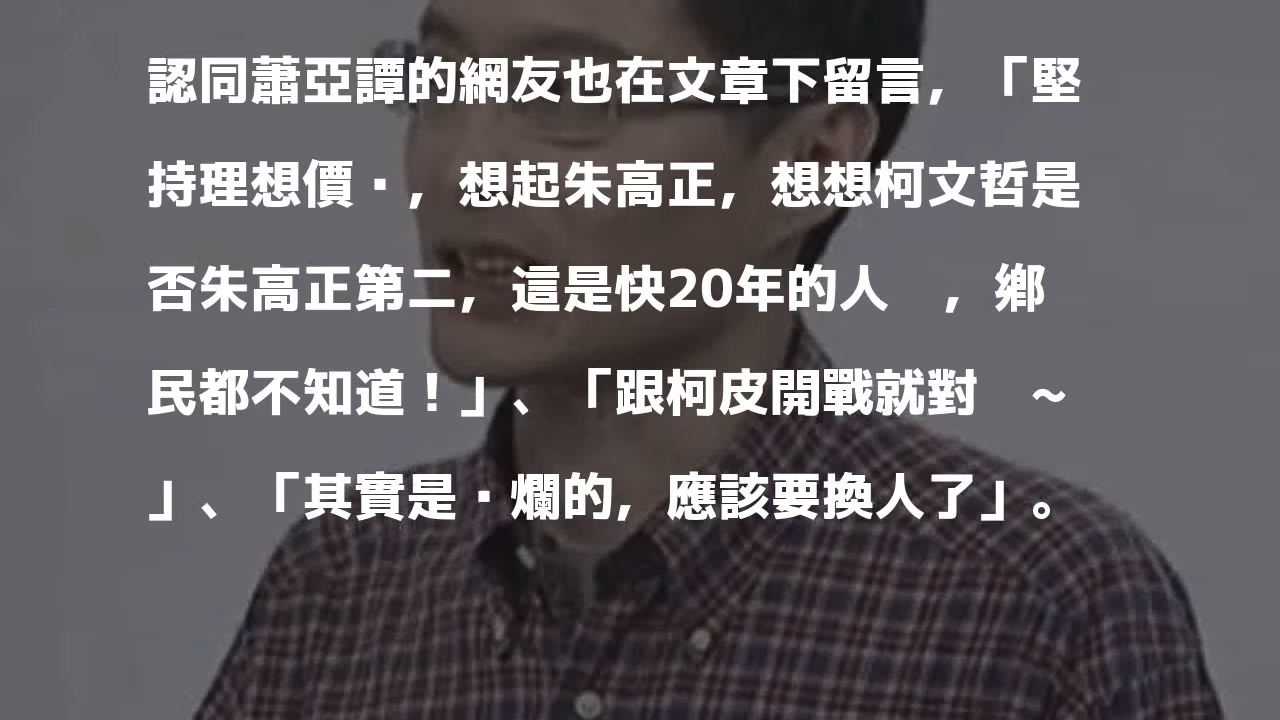 認同蕭亞譚的網友也在文章下留言，「堅
持理想價▪，想起朱高正，想想柯文哲是
否朱高正第二，這是快20年的人　，鄉
民都不知道！」、「跟柯皮開戰就對　~
」、「其實是▪爛的，應該要換人了」。